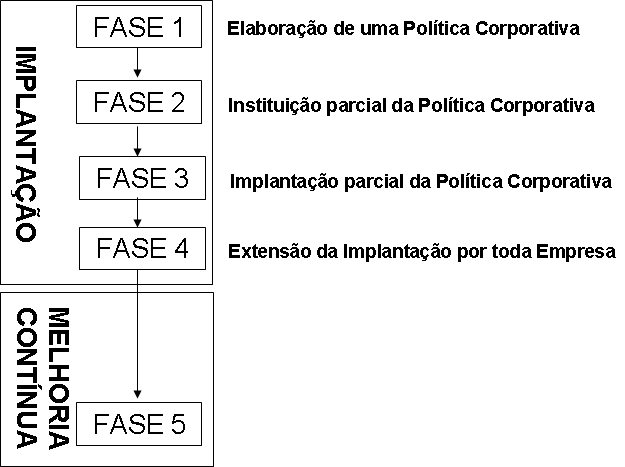 IMPLANTAÇÃO
FASE 1
Elaboração de uma Política Corporativa
FASE 2
Instituição parcial da Política Corporativa
FASE 3
Implantação parcial da Política Corporativa
FASE 4
Extensão da Implantação por toda Empresa
MELHORIA
CONTÍNUA
FASE 5